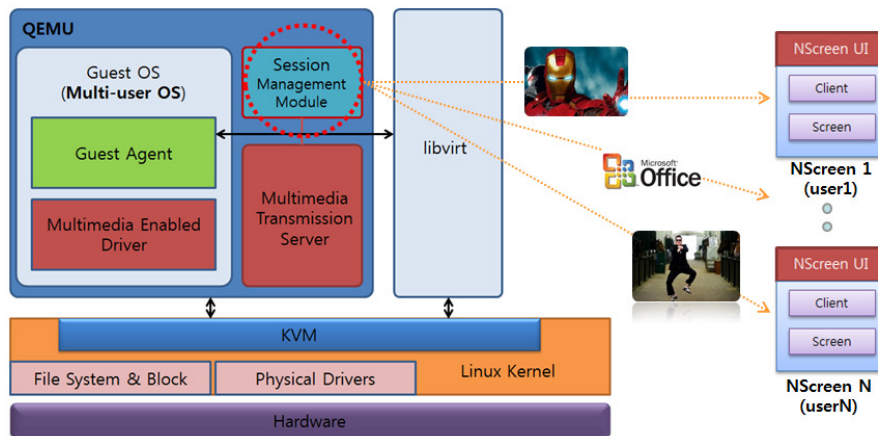 QEMU
Guest OS
(Multi-user OS)
Guest Agent
Multimedia Enabled
Driver
Session
Management
Module
Multimedia
Transmission
Server
libvirt
Microsoft
Office
NScreen UI
Client
Screen
NScreen 1
(user1)
NScreen UI
Client
Screen
NScreen N
(userN)
KVM
File System & Block
Physical Drivers
Linux Kernel
Hardware